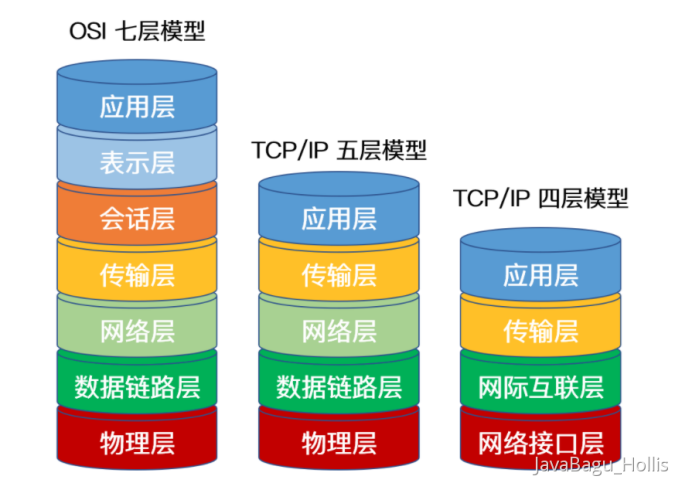 OSI 七层模型
应用层
表示层
会话层
传输层
网络层
数据链路层
物理层
TCP/IP 五层模型
应用层
传输层
网络层
数据链路层
物理层
TCP/IP 四层模型
应用层
传输层
网际互联层
网络接口层
JavaBagu_Hollis